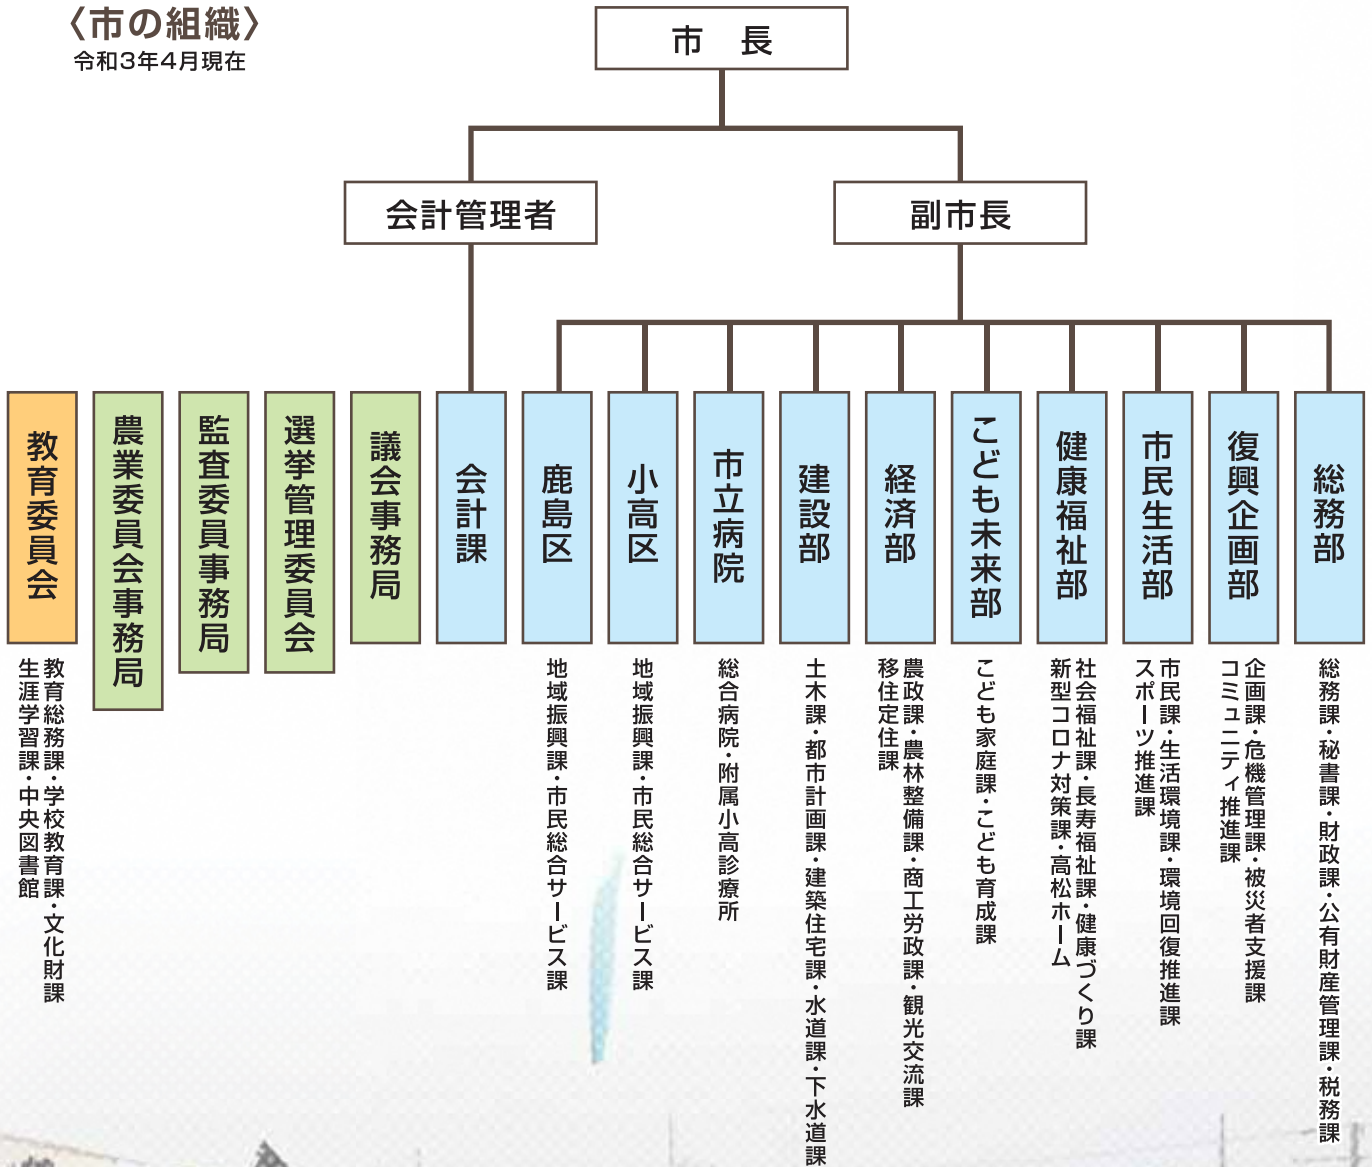 〈市の組織〉
令和3年4月現在
市　長
会計管理者
副市長
総務部
総務課・秘書課・財政課・公有財産管理課・税務課
復興企画部
企画課・危機管理課・被災者支援課
コミュニティ推進課
市民生活部
市民課・生活環境課・環境回復推進課
スポーツ推進課
健康福祉部
社会福祉課・長寿福祉課・健康づくり課
新型コロナ対策課・高松ホーム
こども未来部
こども家庭課・こども育成課
経済部
農政課・農林整備課・商工労政課・観光交流課
移住定住課
建設部
土木課・都市計画課・建築住宅課・水道課・下水道課
市立病院
総合病院・附属小高診療所
小高区
地域振興課・市民総合サービス課
鹿島区
地域振興課・市民総合サービス課
会計課
議会事務局
選挙管理委員会
監査委員事務局
農業委員会事務局
教育委員会
教育総務課・学校教育課・文化財課
生涯学習課・中央図書館